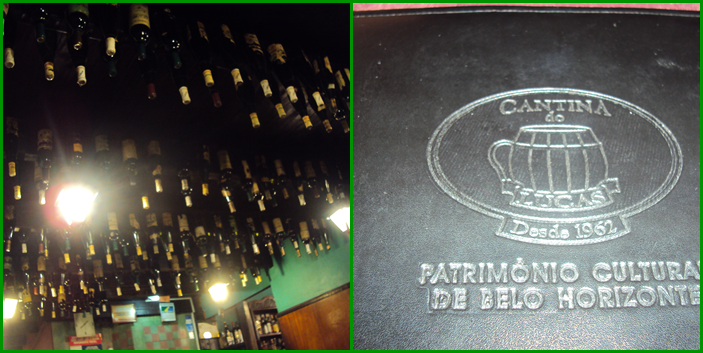 CANTINA
do
LUCAS
Desde 1962
PATRIMÔNIO CULTURAL
DE BELO HORIZONTE